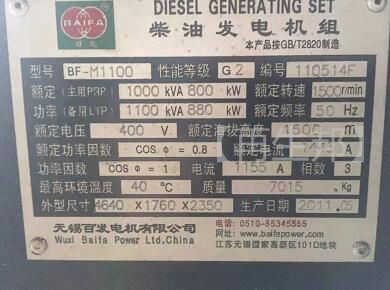 DIESEL GENERATING SET
BAIFA
百发
柴油发电机组
本产品按GB/T2820制造
型号 BF-M1100 性能等级 G2 编号 110514F
额定(主用PRP) 1000 kVA 800 kW 额定转速 1500r/min
功率(备用LYP) 1100 kVA 880 kW 额定频率 50 Hz
额定电压 400 V 额定海拔高度 1500 m
额定功率因数 COS Φ = 0.8 额定电流 A
功率因数 COS Φ = 1 电流 1155 A 相数 3
最高环境温度 40 ℃ 质量 7015 Kg
外型尺寸 4640 X1760 X2350 生产日期 2011.05
无锡百发电机有限公司 电话: 0510-85345565
Wuxi Baifa Power Ltd.China www.baifapower.com
江苏无锡国家高新区101D地块